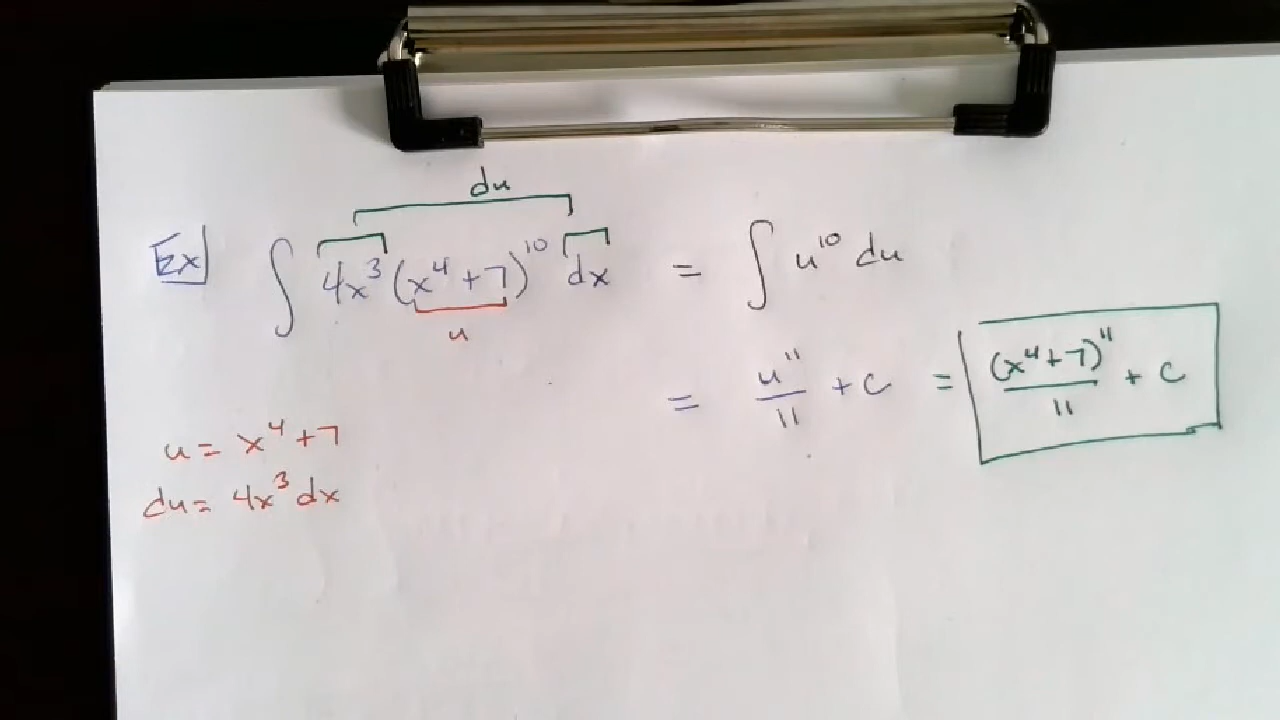 du
Ex ∫ 4x³ (x⁴ + 7)¹⁰ dx = ∫ u¹⁰ du
u
= u¹¹/11 + c = (x⁴+7)¹¹/11 + c
u = x⁴ + 7
du = 4x³ dx